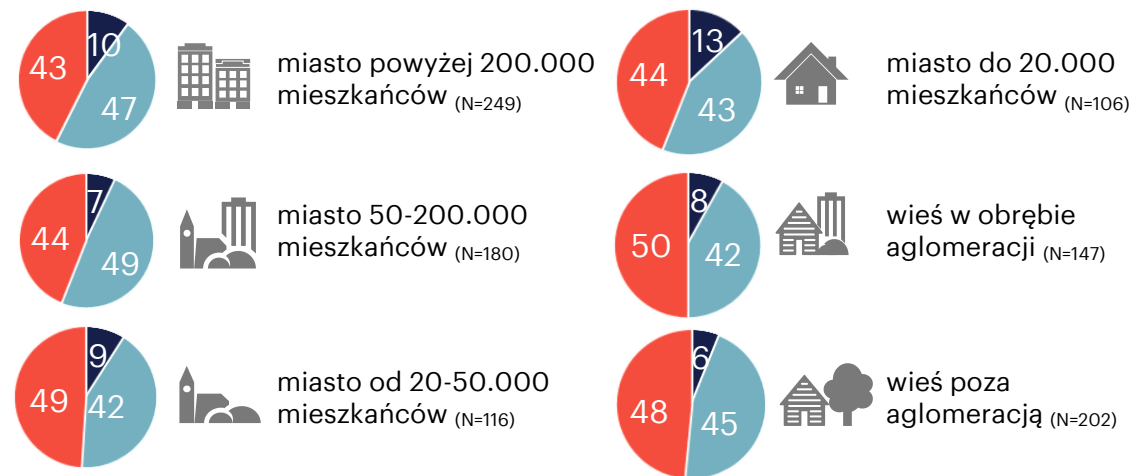 10
43
47
miasto powyżej 200.000
mieszkańców (N=249)
7
44
49
miasto 50-200.000
mieszkańców (N=180)
9
49
42
miasto od 20-50.000
mieszkańców (N=116)
13
44
43
miasto do 20.000
mieszkańców (N=106)
8
50
42
wieś w obrębie
aglomeracji (N=147)
6
48
45
wieś poza
aglomeracją (N=202)